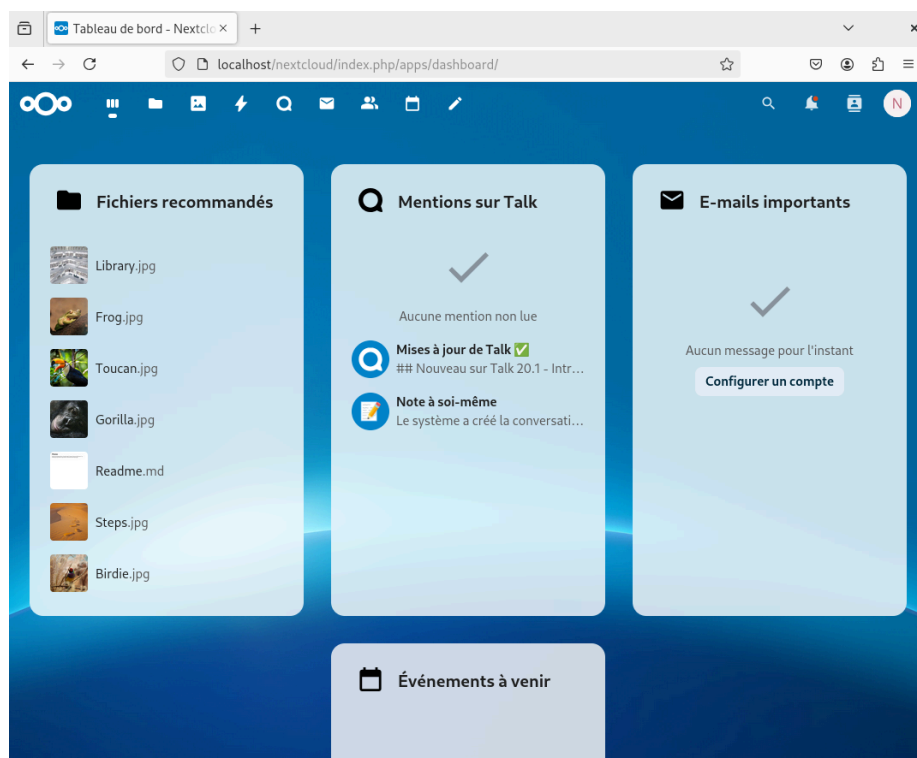 Tableau de bord - Nextclo
localhost/nextcloud/index.php/apps/dashboard/
N
Fichiers recommandés
Library.jpg
Frog.jpg
Toucan.jpg
Gorilla.jpg
Readme.md
Steps.jpg
Birdie.jpg
Mentions sur Talk
Aucune mention non lue
Mises à jour de Talk ✅
## Nouveau sur Talk 20.1 - Intr...
Note à soi-même
Le système a créé la conversati...
E-mails importants
Aucun message pour l'instant
Configurer un compte
Événements à venir